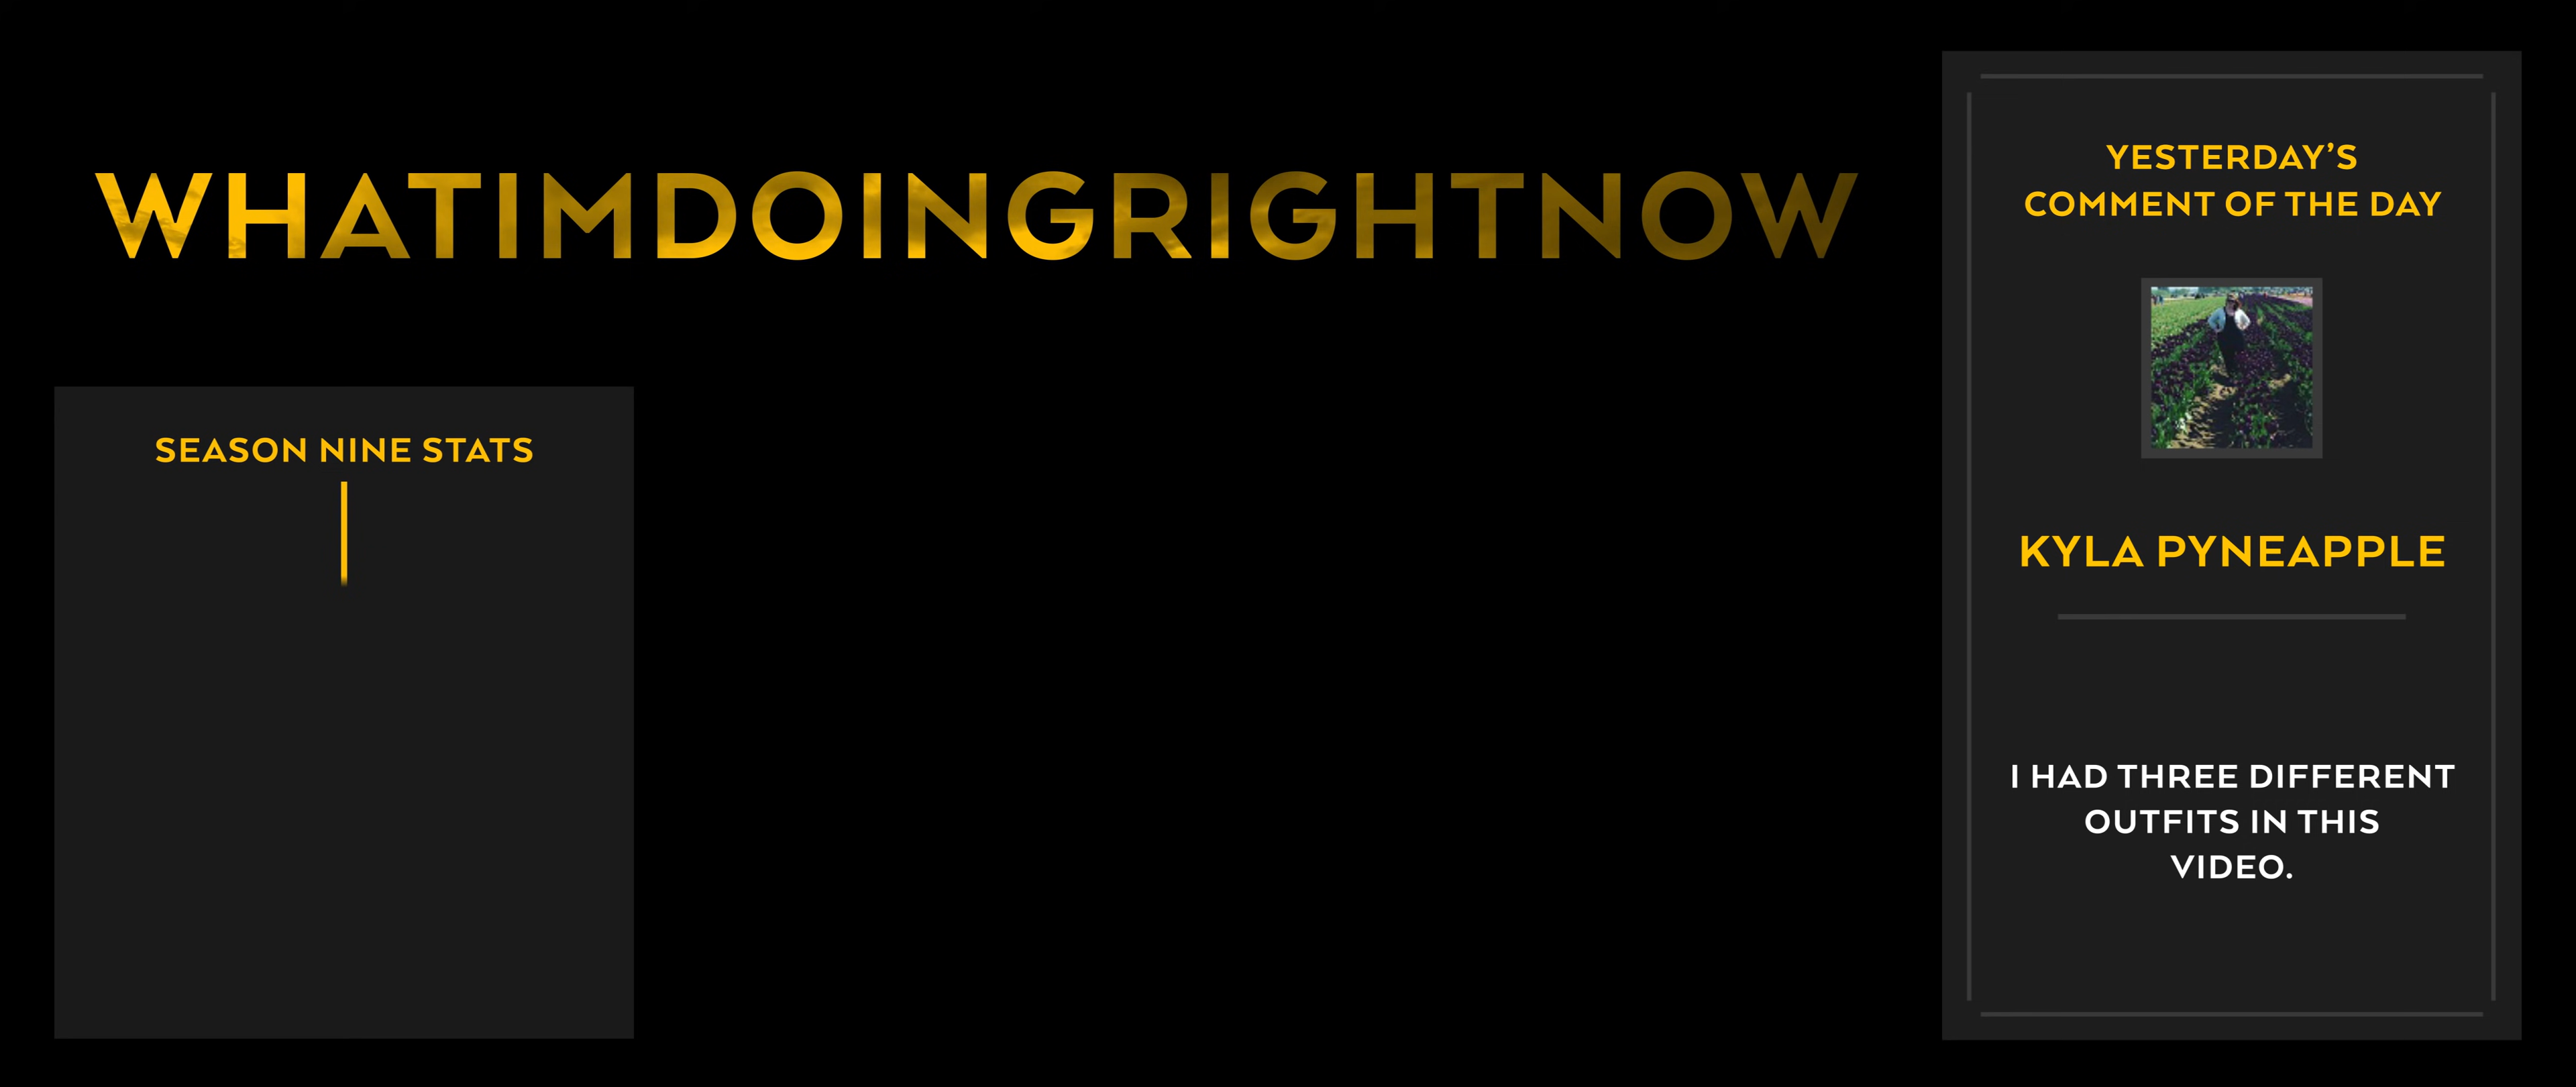 WHATIMDOINGRIGHTNOW
SEASON NINE STATS
YESTERDAY’S
COMMENT OF THE DAY
KYLA PYNEAPPLE
I HAD THREE DIFFERENT
OUTFITS IN THIS
VIDEO.